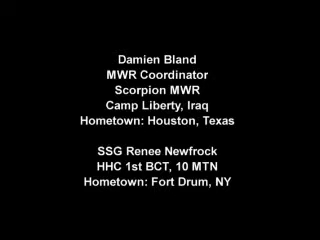 Damien Bland
MWR Coordinator
Scorpion MWR
Camp Liberty, Iraq
Hometown: Houston, Texas
SSG Renee Newfrock
HHC 1st BCT, 10 MTN
Hometown: Fort Drum, NY